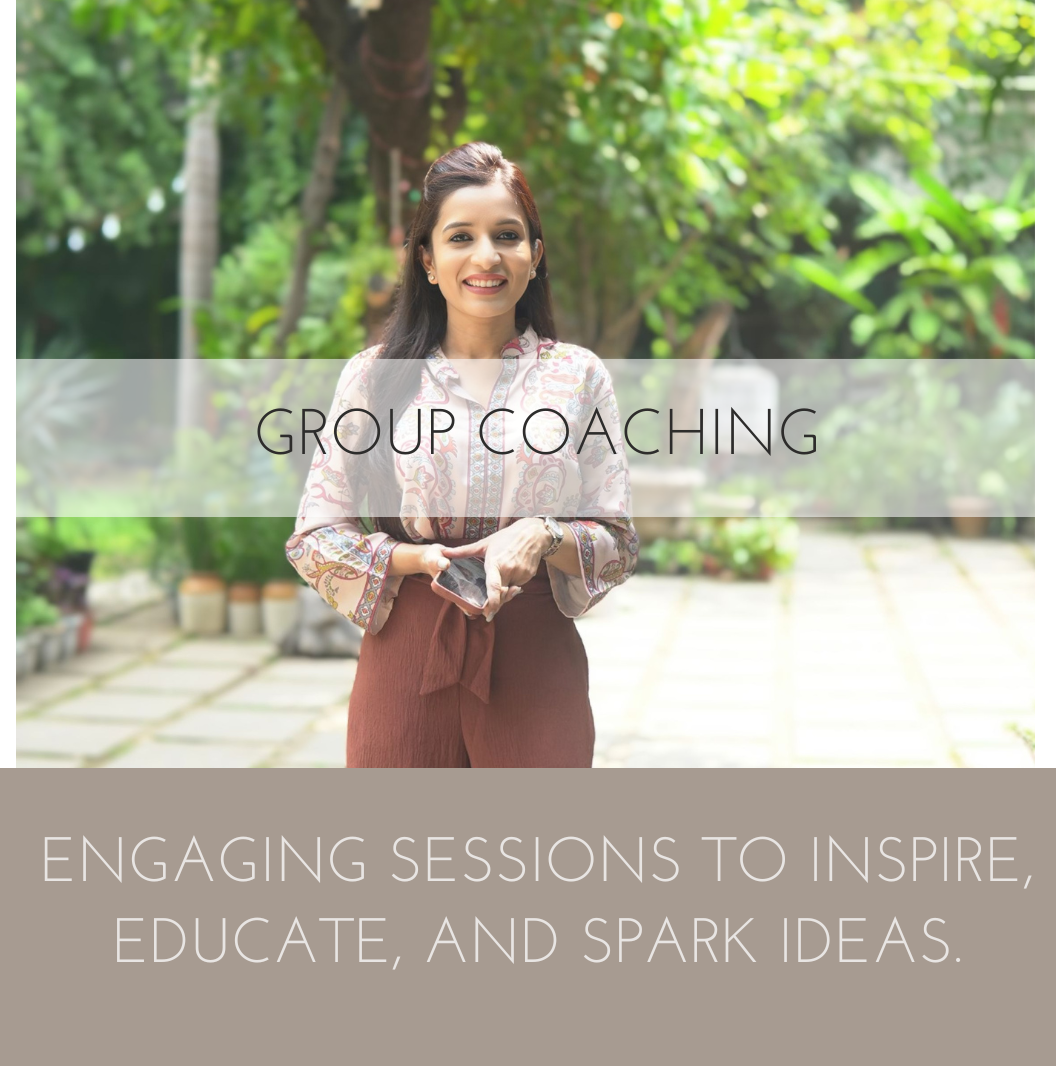 GROUP COACHING
ENGAGING SESSIONS TO INSPIRE,
EDUCATE, AND SPARK IDEAS.